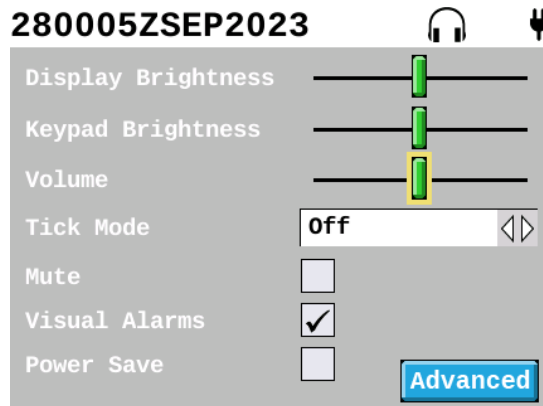 280005ZSEP2023
Display Brightness
Keypad Brightness
Volume
Tick Mode Off
Mute
Visual Alarms
Power Save
Advanced